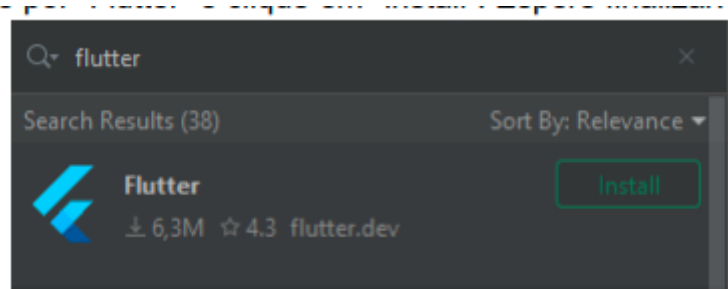 flutter
Search Results (38) Sort By: Relevance
Flutter
Install
6,3M 4.3 flutter.dev